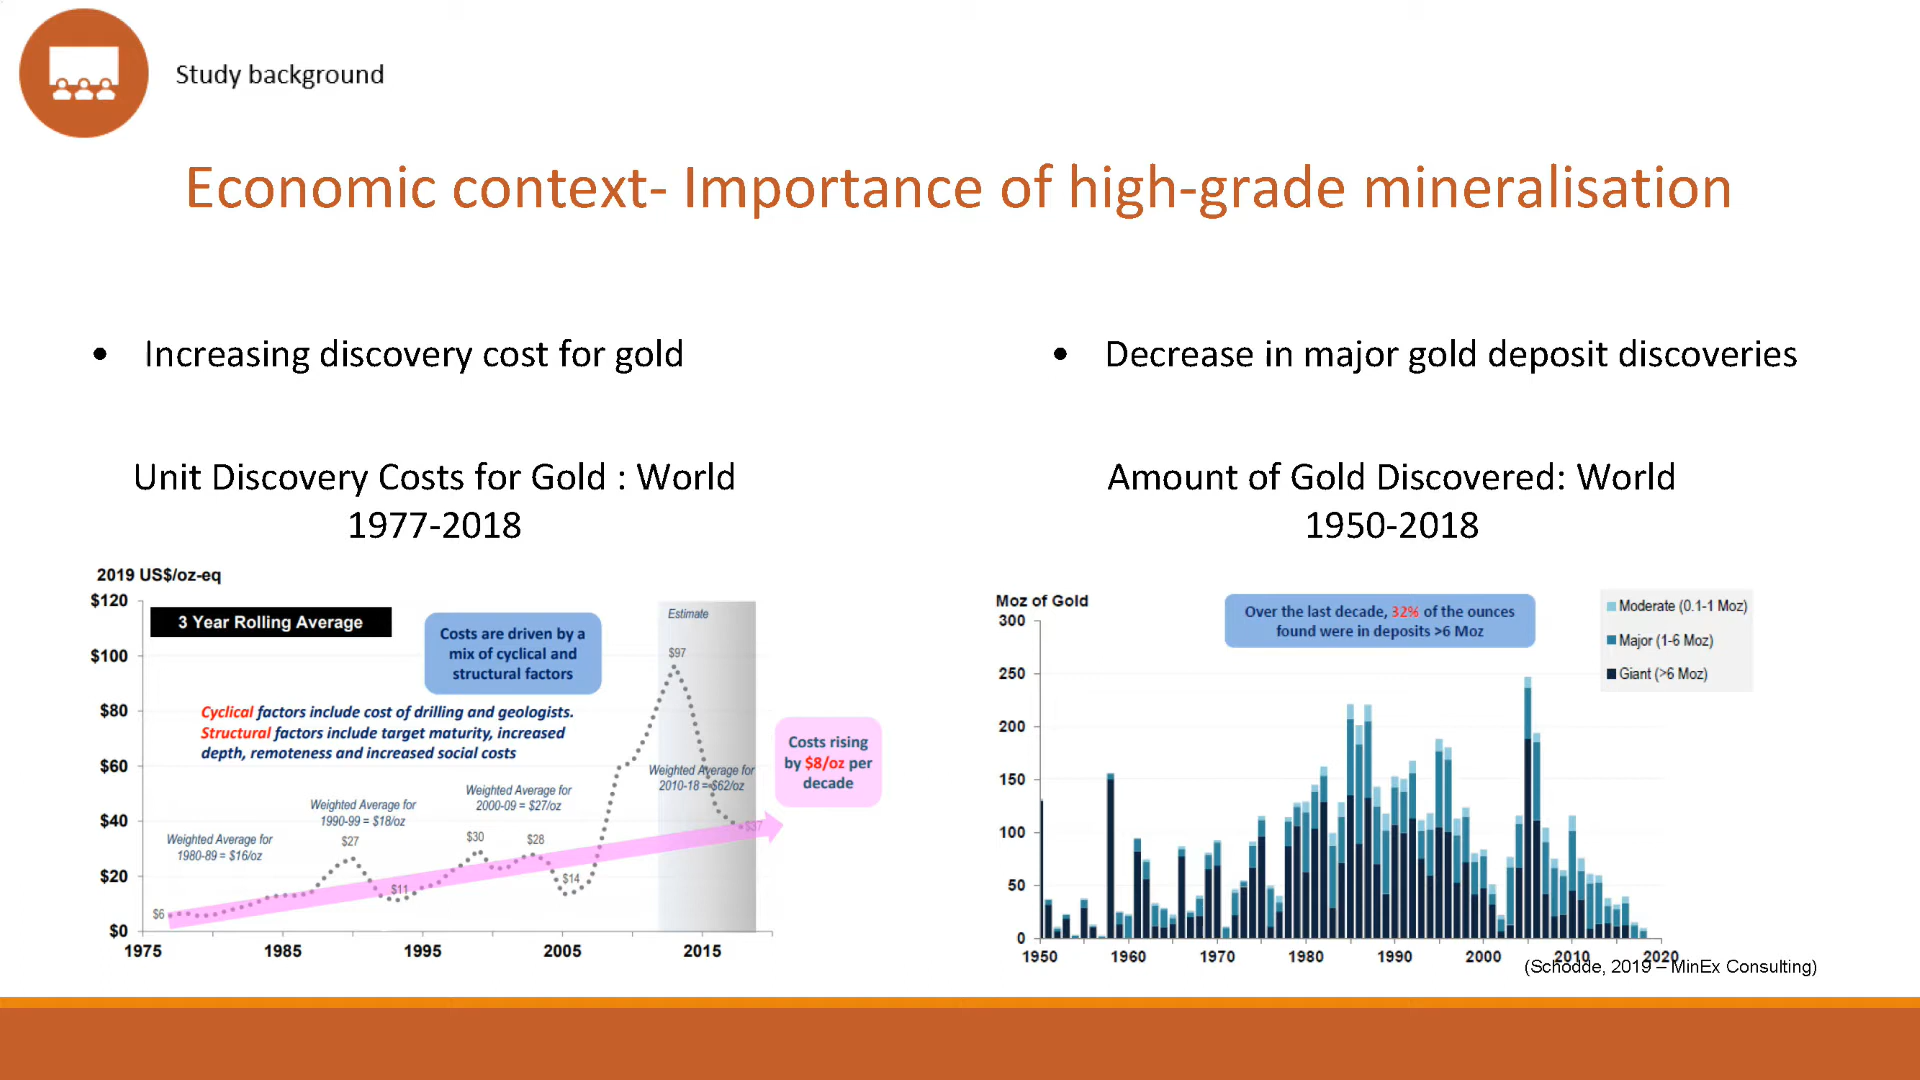 Study background
Economic context- Importance of high-grade mineralisation
• Increasing discovery cost for gold
Unit Discovery Costs for Gold : World
1977-2018
2019 US$/oz-eq
$120
$100
$80
$60
$40
$20
$0
1975
1985
1995
2005
2015
3 Year Rolling Average
Costs are driven by a
mix of cyclical and
structural factors
Cyclical factors include cost of drilling and geologists.
Structural factors include target maturity, increased
depth, remoteness and increased social costs
Estimate
$97
Weighted Average for
2010-18 = $62/oz
Weighted Average for
2000-09 = $27/oz
Weighted Average for
1990-99 = $18/oz
Weighted Average for
1980-89 = $16/oz
$6
$27
$11
$30
$28
$14
$37
Costs rising
by $8/oz per
decade
• Decrease in major gold deposit discoveries
Amount of Gold Discovered: World
1950-2018
Moz of Gold
300
250
200
150
100
50
0
1950
1960
1970
1980
1990
2000
2010
2020
Over the last decade, 32% of the ounces
found were in deposits >6 Moz
Moderate (0.1-1 Moz)
Major (1-6 Moz)
Giant (>6 Moz)
(Schodde, 2019 – MinEx Consulting)